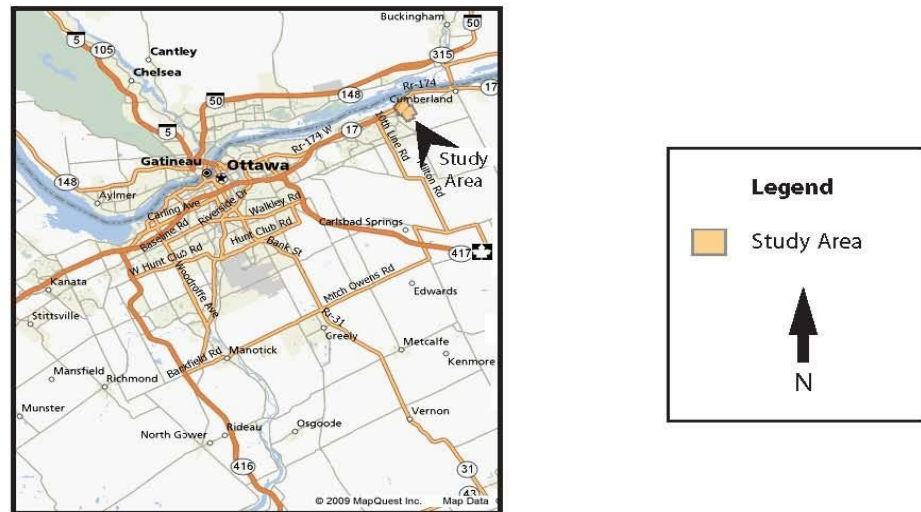 Buckingham
50
5
105
Cantley
Chelsea
315
50
148
Rr-174
Cumberland
17
5
17
10th Line Rd
Rr-174 W
Study
Area
Milton Rd
Gatineau
Ottawa
148
Aylmer
Carling Ave
Riverside Dr
Walkley Rd
Baseline Rd
Hunt Club Rd
Carlsbad Springs
W Hunt Club Rd
Bank St
417
Woodroffe Ave
Kanata
Mitch Owens Rd
Edwards
Stittsville
Rr-31
Greely
Metcalfe
Bankfield Rd
Manotick
Kenmore
Mansfield
Richmond
Munster
Vernon
North Gower
Rideau
Osgoode
416
31
43
© 2009 MapQuest Inc. Map Data ©
Legend
Study Area
N